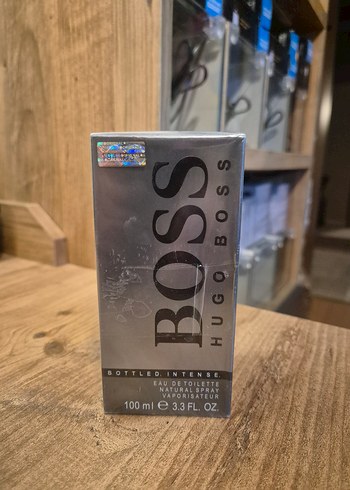 BOSS
HUGO BOSS
BOTTLED. INTENSE.
EAU DE TOILETTE
NATURAL SPRAY
VAPORISATEUR
100 ml ℮ 3.3 FL. OZ.